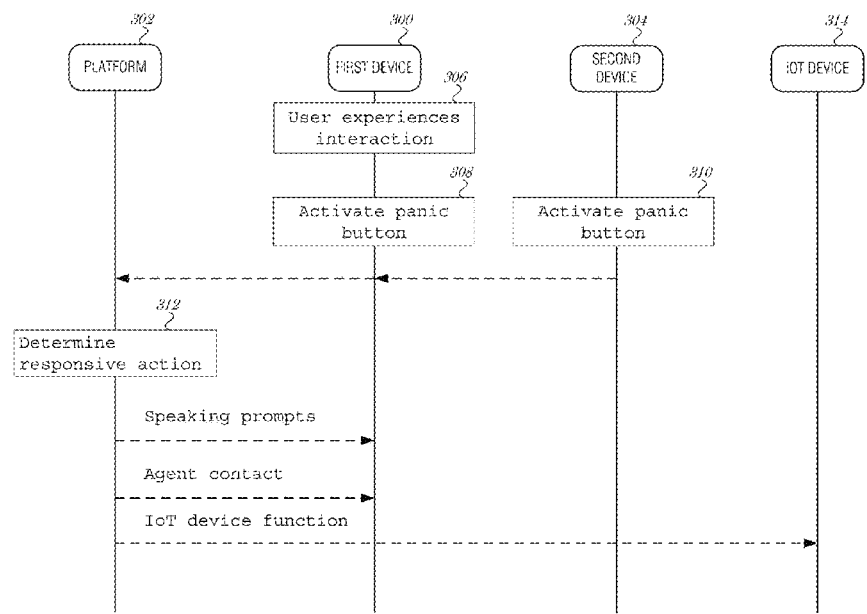 302
300
304
314
PLATFORM
FIRST DEVICE
SECOND
DEVICE
IOT DEVICE
306
User experiences
interaction
308
310
Activate panic
button
Activate panic
button
312
Determine
responsive action
Speaking prompts
Agent contact
IoT device function